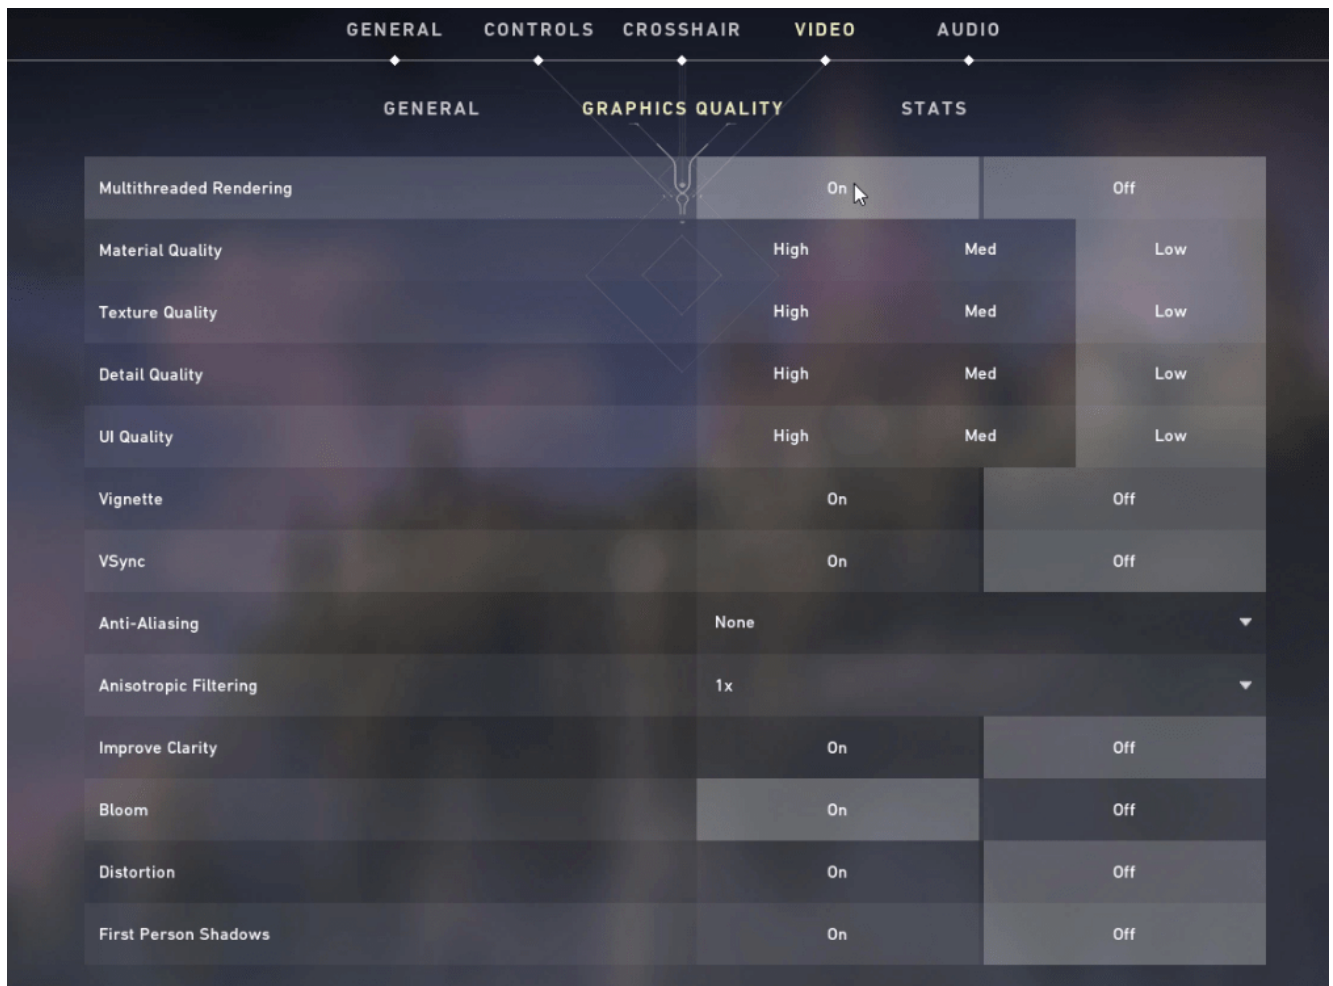 GENERAL CONTROLS CROSSHAIR VIDEO AUDIO
GENERAL GRAPHICS QUALITY STATS
Multithreaded Rendering On Off
Material Quality High Med Low
Texture Quality High Med Low
Detail Quality High Med Low
UI Quality High Med Low
Vignette On Off
VSync On Off
Anti-Aliasing None
Anisotropic Filtering 1x
Improve Clarity On Off
Bloom On Off
Distortion On Off
First Person Shadows On Off